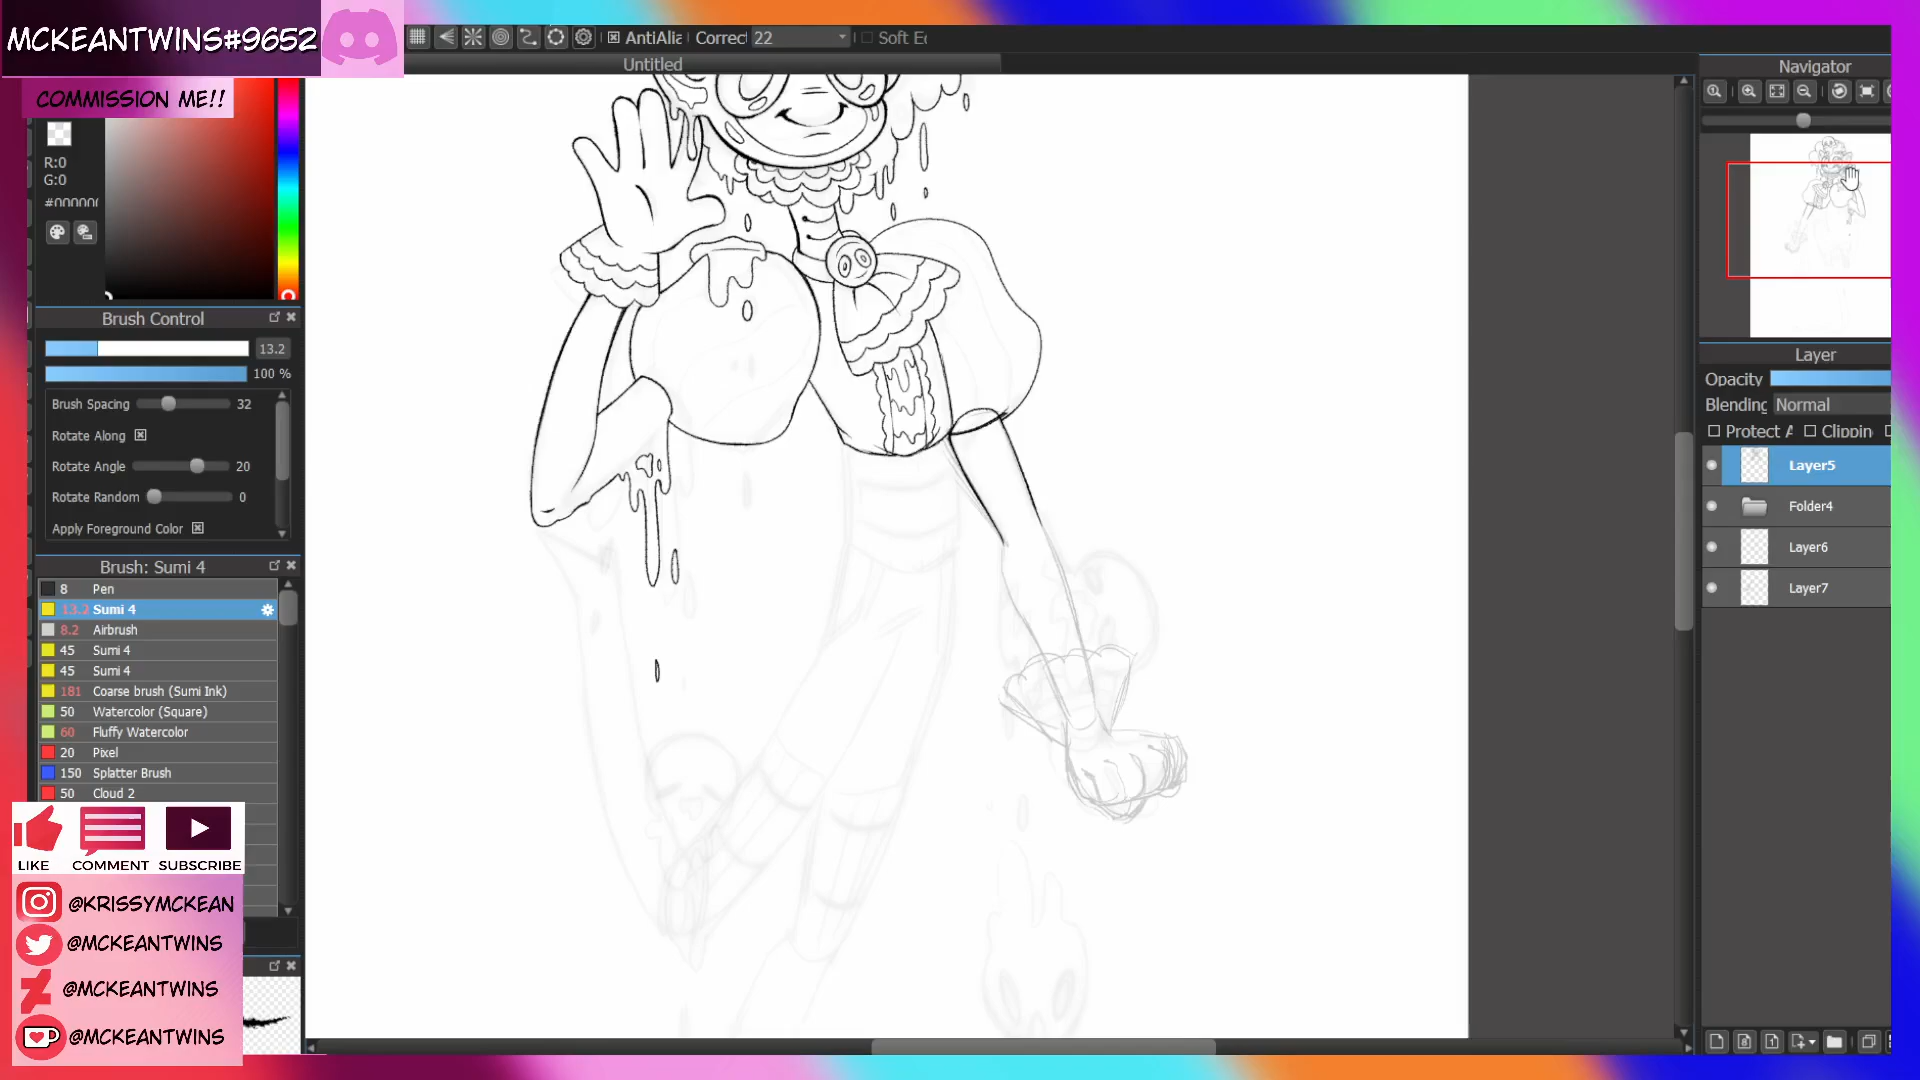 MCKEANTWINS#9652
COMMISSION ME!!
AntiAlia
Correct
22
Soft E
Untitled
Navigator
R:0
G:0
#000000
Brush Control
13.2
100 %
Brush Spacing
32
Rotate Along
Rotate Angle
20
Rotate Random
0
Apply Foreground Color
Brush: Sumi 4
8 Pen
13.2 Sumi 4
8.2 Airbrush
45 Sumi 4
45 Sumi 4
181 Coarse brush (Sumi Ink)
50 Watercolor (Square)
60 Fluffy Watercolor
20 Pixel
150 Splatter Brush
50 Cloud 2
LIKE
COMMENT
SUBSCRIBE
@KRISSYMCKEAN
@MCKEANTWINS
@MCKEANTWINS
@MCKEANTWINS
Layer
Opacity
Blending
Normal
Protect A
Clippin
Layer5
Folder4
Layer6
Layer7